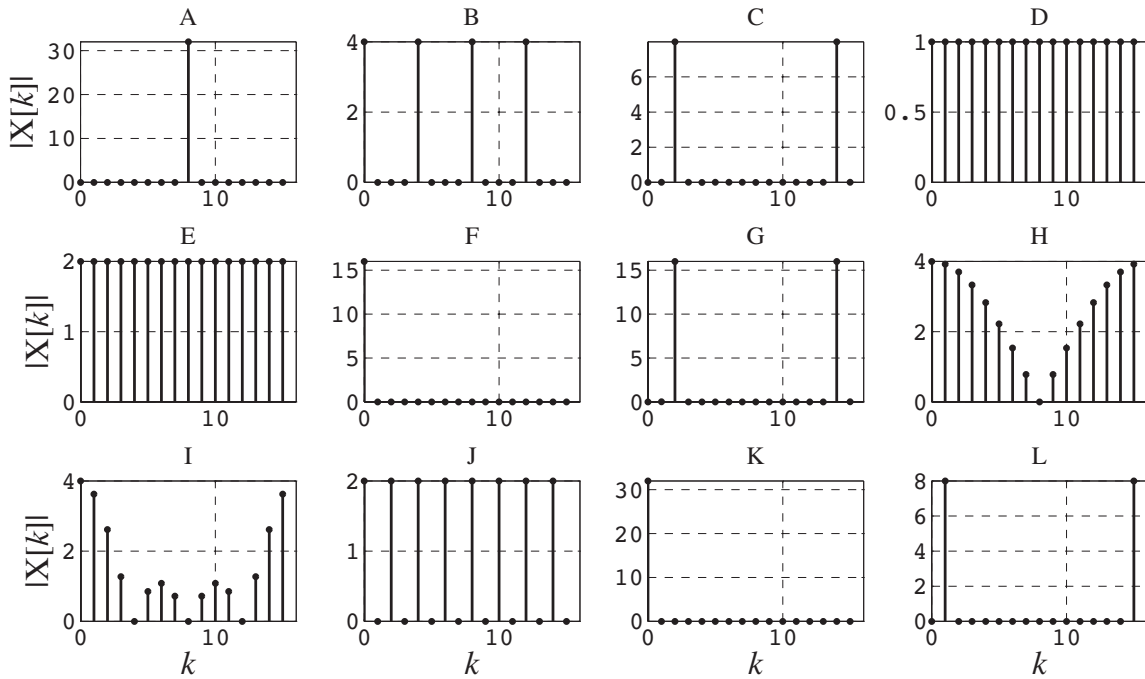 A B C D
|X[k]| 30 20 10 0 0 10
4 2 0 0 10
6 4 2 0 0 10
1 0.5 0 0 10
E F G H
|X[k]| 2 1 0 0 10
15 10 5 0 0 10
15 10 5 0 0 10
4 2 0 0 10
I J K L
|X[k]| 4 2 0 0 10
2 1 0 0 10
30 20 10 0 0 10
8 6 4 2 0 0 10
k k k k